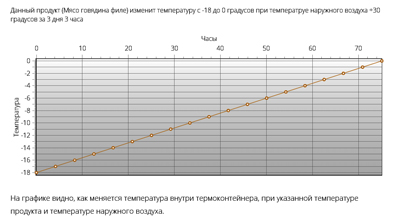 Данный продукт (Мясо говядина филе) изменит температуру с -18 до 0 градусов при температуре наружного воздуха +30
градусов за 3 дня 3 часа
Часы
0 10 20 30 40 50 60 70
0
-2
-4
-6
-8
-10
-12
-14
-16
-18
Температура
На графике видно, как меняется температура внутри термоконтейнера, при указанной температуре
продукта и температуре наружного воздуха.